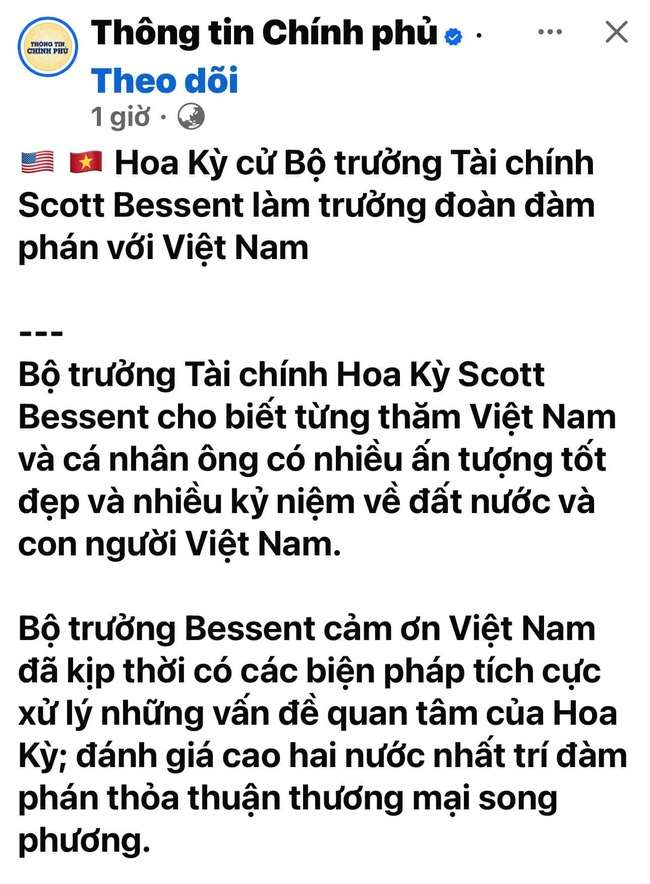 THÔNG TIN
CHÍNH PHỦ
Thông tin Chính phủ ·
Theo dõi
1 giờ ·
🇺🇸 🇻🇳 Hoa Kỳ cử Bộ trưởng Tài chính
Scott Bessent làm trưởng đoàn đàm
phán với Việt Nam
---
Bộ trưởng Tài chính Hoa Kỳ Scott
Bessent cho biết từng thăm Việt Nam
và cá nhân ông có nhiều ấn tượng tốt
đẹp và nhiều kỷ niệm về đất nước và
con người Việt Nam.
Bộ trưởng Bessent cảm ơn Việt Nam
đã kịp thời có các biện pháp tích cực
xử lý những vấn đề quan tâm của Hoa
Kỳ; đánh giá cao hai nước nhất trí đàm
phán thỏa thuận thương mại song
phương.